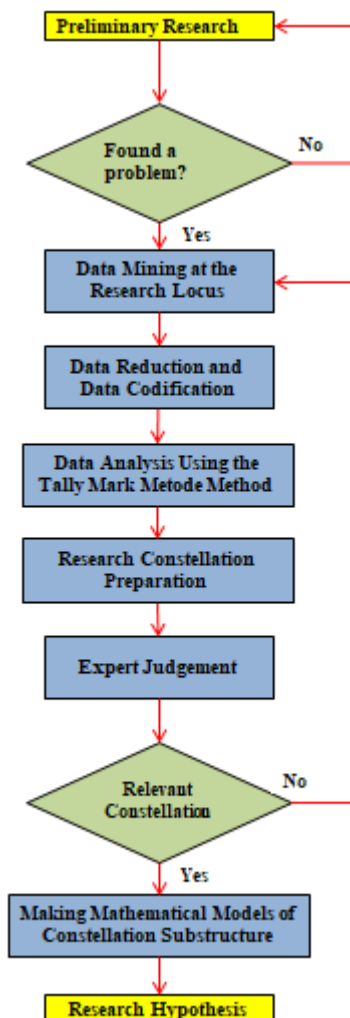 Preliminary Research
Found a
problem?
No
Yes
Data Mining at the
Research Locus
Data Reduction and
Data Codification
Data Analysis Using the
Tally Mark Metode Method
Research Constellation
Preparation
Expert Judgement
Relevant
Constellation
No
Yes
Making Mathematical Models of
Constellation Substructure
Research Hypothesis